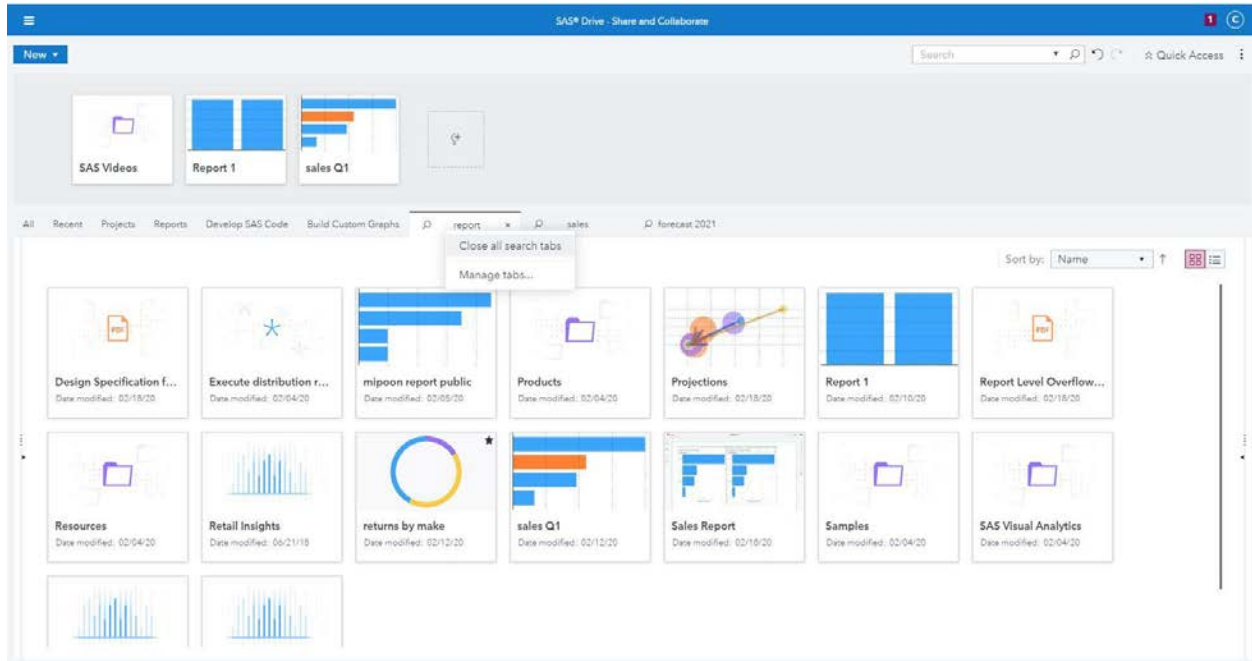 SAS® Drive - Share and Collaborate
1
C
New
Search
Quick Access
SAS Videos
Report 1
sales Q1
All Recent Projects Reports Develop SAS Code Build Custom Graphs report × sales forecast 2021
Close all search tabs
Manage tabs...
Sort by: Name
PDF
PDF
Design Specification f... Execute distribution r... mipoon report public Products Projections Report 1 Report Level Overflow...
Date modified: 02/18/20 Date modified: 02/04/20 Date modified: 02/05/20 Date modified: 02/04/20 Date modified: 02/18/20 Date modified: 02/10/20 Date modified: 02/18/20
Resources Retail Insights returns by make sales Q1 Sales Report Samples SAS Visual Analytics
Date modified: 02/04/20 Date modified: 06/21/18 Date modified: 02/12/20 Date modified: 02/12/20 Date modified: 02/18/20 Date modified: 02/04/20 Date modified: 02/04/20